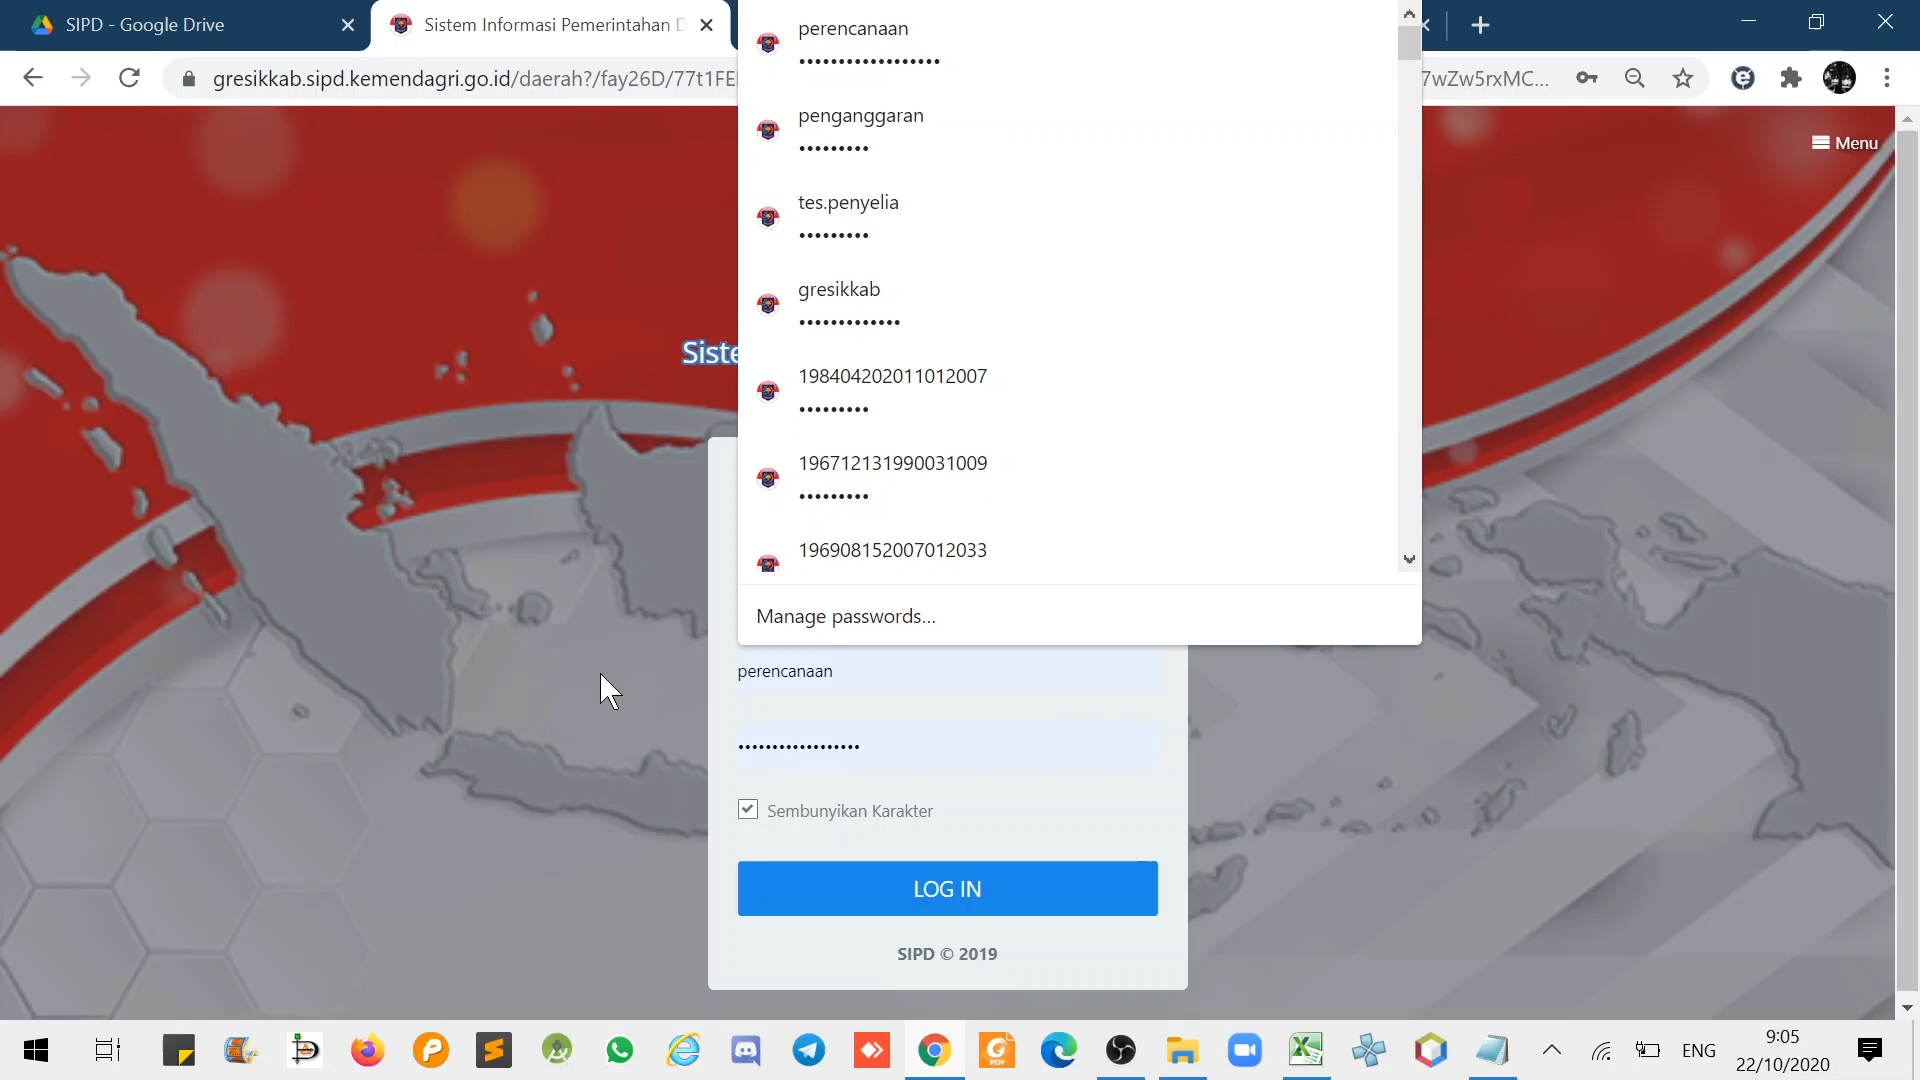 SIPD - Google Drive
Sistem Informasi Pemerintahan D
gresikkab.sipd.kemendagri.go.id/daerah?/fay26D/77t1FE
7wZw5rxMC...
Menu
perencanaan
••••••••••••••••••
penganggaran
•••••••••
tes.penyelia
•••••••••
gresikkab
•••••••••••••
198404202011012007
•••••••••
196712131990031009
•••••••••
196908152007012033
Manage passwords...
Siste
perencanaan
••••••••••••••••••
Sembunyikan Karakter
LOG IN
SIPD © 2019
ENG
9:05
22/10/2020